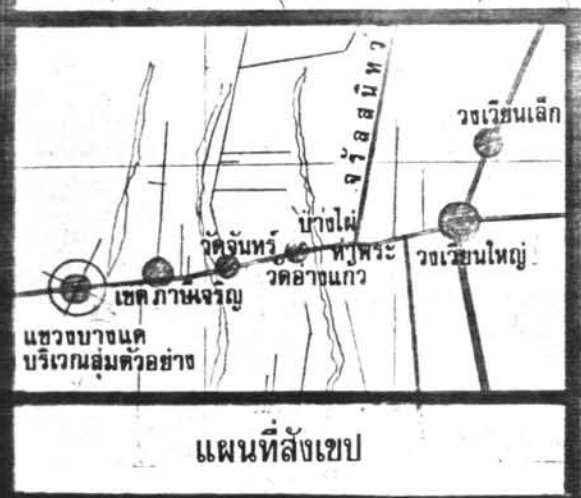 วงเวียนเล็ก
จรัลสนิทว
บางไผ่
วัดจันทร์
ท่าพระ
วงเวียนใหญ่
วัดอ่างแก้ว
เขต ภาษีเจริญ
แขวงบางแค
บริเวณสุ่มตัวอย่าง
แผนที่สังเขป